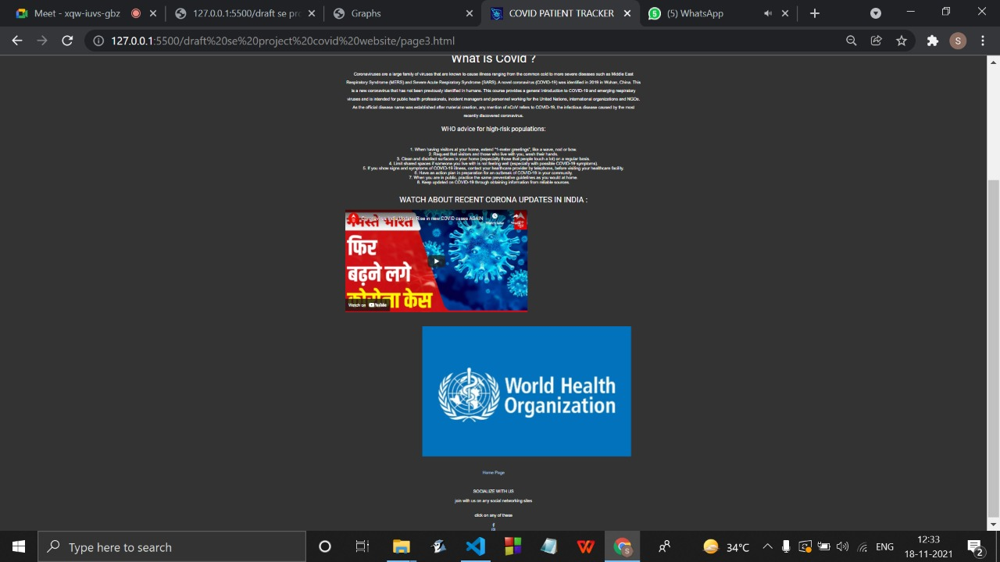 Meet - xqw-iuvs-gbz
127.0.0.1:5500/draft se proc
Graphs
COVID PATIENT TRACKER
(5) WhatsApp
127.0.0.1:5500/draft%20se%20project%20covid%20website/page3.html
S
What is Covid ?
Coronaviruses are a large family of viruses that are known to cause illness ranging from the common cold to more severe diseases such as Middle East
Respiratory Syndrome (MERS) and Severe Acute Respiratory Syndrome (SARS). A novel coronavirus (COVID-19) was identified in 2019 in Wuhan, China. This
is a new coronavirus that has not been previously identified in humans. This course provides a general introduction to COVID-19 and emerging respiratory
viruses and is intended for public health professionals, incident managers and personnel working for the United Nations, international organizations and NGOs.
As the official disease name was established after material creation, any mention of nCoV refers to COVID-19, the infectious disease caused by the most
recently discovered coronavirus.
WHO advice for high-risk populations:
1. When having visitors at your home, extend "1-meter greetings", like a wave, nod or bow.
2. Request that visitors and those who live with you, wash their hands.
3. Clean and disinfect surfaces in your home (especially those that people touch a lot) on a regular basis.
4. Limit shared spaces if someone you live with is not feeling well (especially with possible COVID-19 symptoms).
5. If you show signs and symptoms of COVID-19 illness, contact your healthcare provider by telephone, before visiting your healthcare facility.
6. Have an action plan in preparation for an outbreak of COVID-19 in your community.
7. When you are in public, practice the same preventative guidelines as you would at home.
8. Keep updated on COVID-19 through obtaining information from reliable sources.
WATCH ABOUT RECENT CORONA UPDATES IN INDIA :
Coronavirus India Update: Rise in new COVID cases AGAIN
Watch later
Share
नमस्ते भारत
फिर
बढ़ने लगे
कोरोना केस
Watch on YouTube
World Health
Organization
Home Page
SOCIALIZE WITH US
join with us on any social networking sites
click on any of these
Type here to search
34°C
ENG
12:33
18-11-2021
2